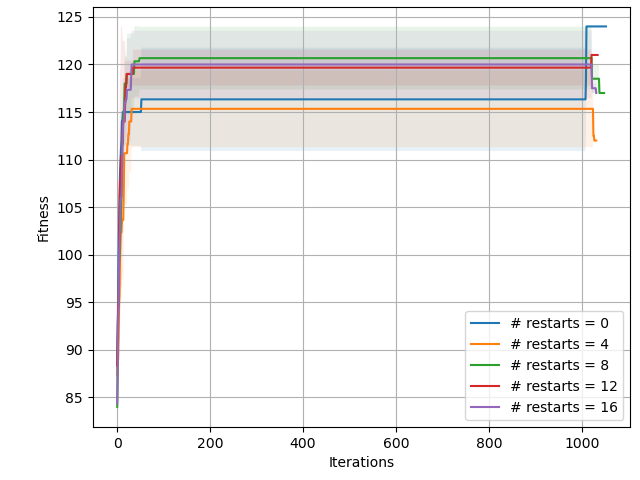 125
120
115
110
105
100
95
90
85
Fitness
0 200 400 600 800 1000
Iterations
# restarts = 0
# restarts = 4
# restarts = 8
# restarts = 12
# restarts = 16